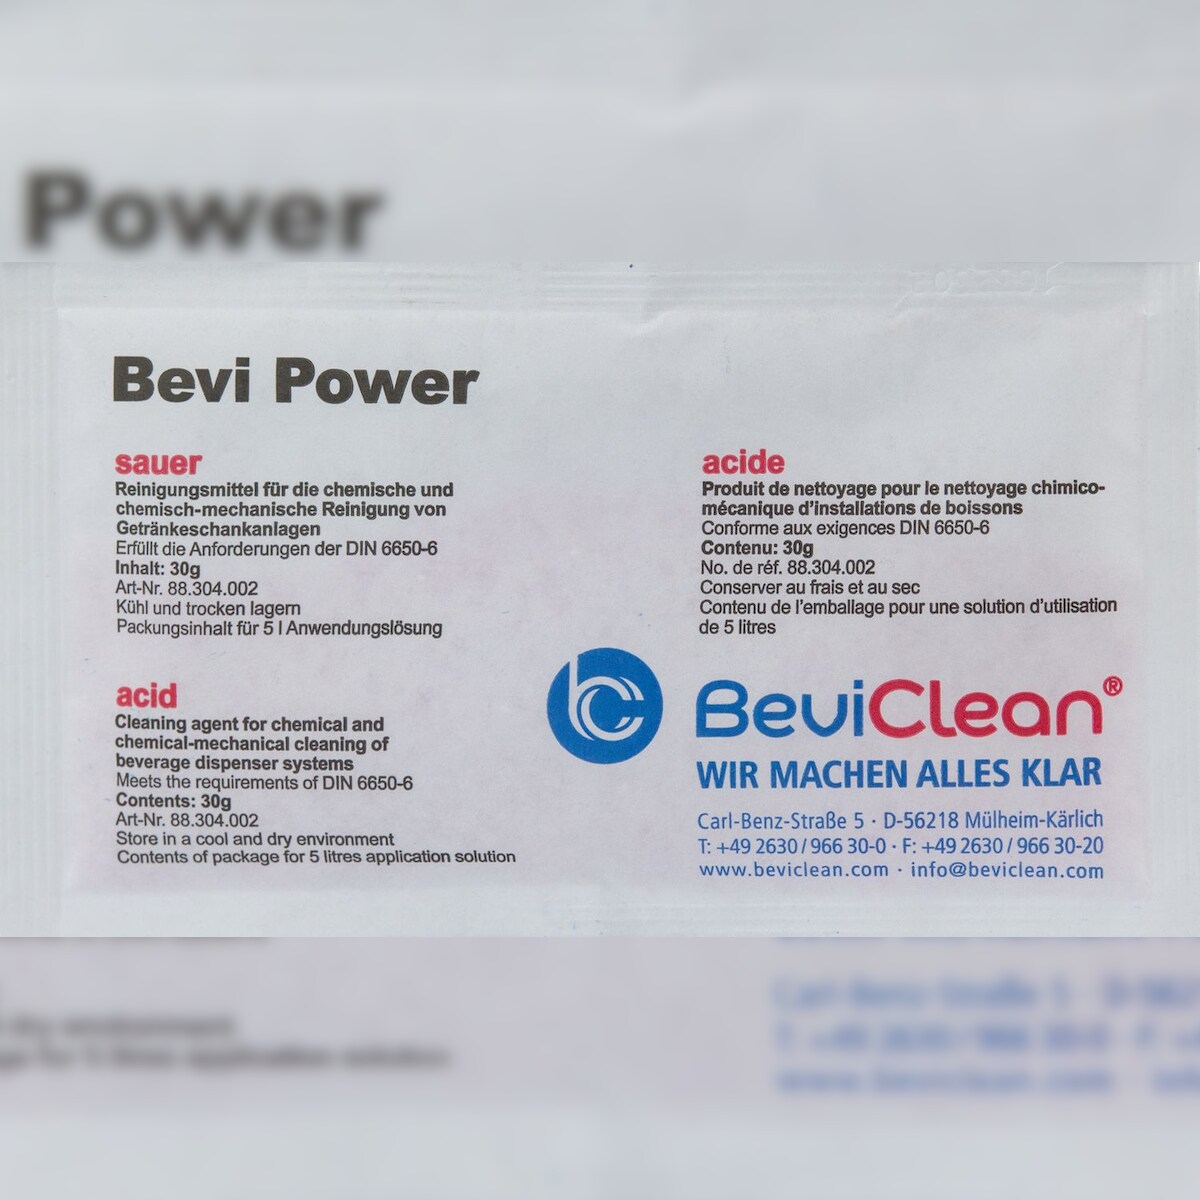 Power
Bevi Power
sauer
Reinigungsmittel für die chemische und
chemisch-mechanische Reinigung von
Getränkeschankanlagen
Erfüllt die Anforderungen der DIN 6650-6
Inhalt: 30g
Art-Nr. 88.304.002
Kühl und trocken lagern
Packungsinhalt für 5 l Anwendungslösung
acid
Cleaning agent for chemical and
chemical-mechanical cleaning of
beverage dispenser systems
Meets the requirements of DIN 6650-6
Contents: 30g
Art-Nr. 88.304.002
Store in a cool and dry environment
Contents of package for 5 litres application solution
acide
Produit de nettoyage pour le nettoyage chimico-
mécanique d'installations de boissons
Conforme aux exigences DIN 6650-6
Contenu: 30g
No. de réf. 88.304.002
Conserver au frais et au sec
Contenu de l'emballage pour une solution d'utilisation
de 5 litres
bc
BeviClean®
WIR MACHEN ALLES KLAR
Carl-Benz-Straße 5 · D-56218 Mülheim-Kärlich
T: +49 2630 / 966 30-0 · F: +49 2630 / 966 30-20
www.beviclean.com · info@beviclean.com